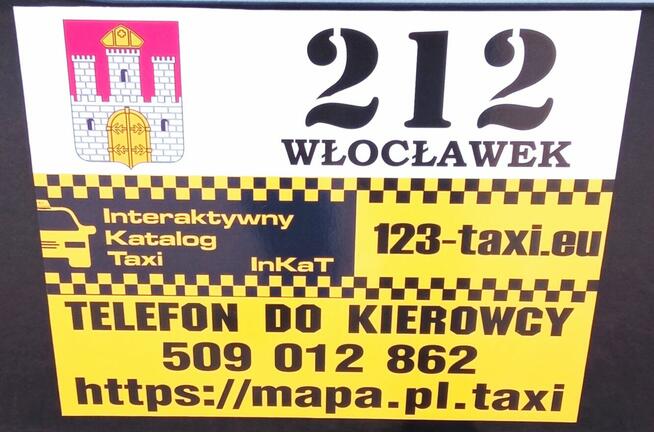 212
WŁOCŁAWEK
Interaktywny
Katalog
Taxi InKaT
123-taxi.eu
TELEFON DO KIEROWCY
509 012 862
https://mapa.pl.taxi